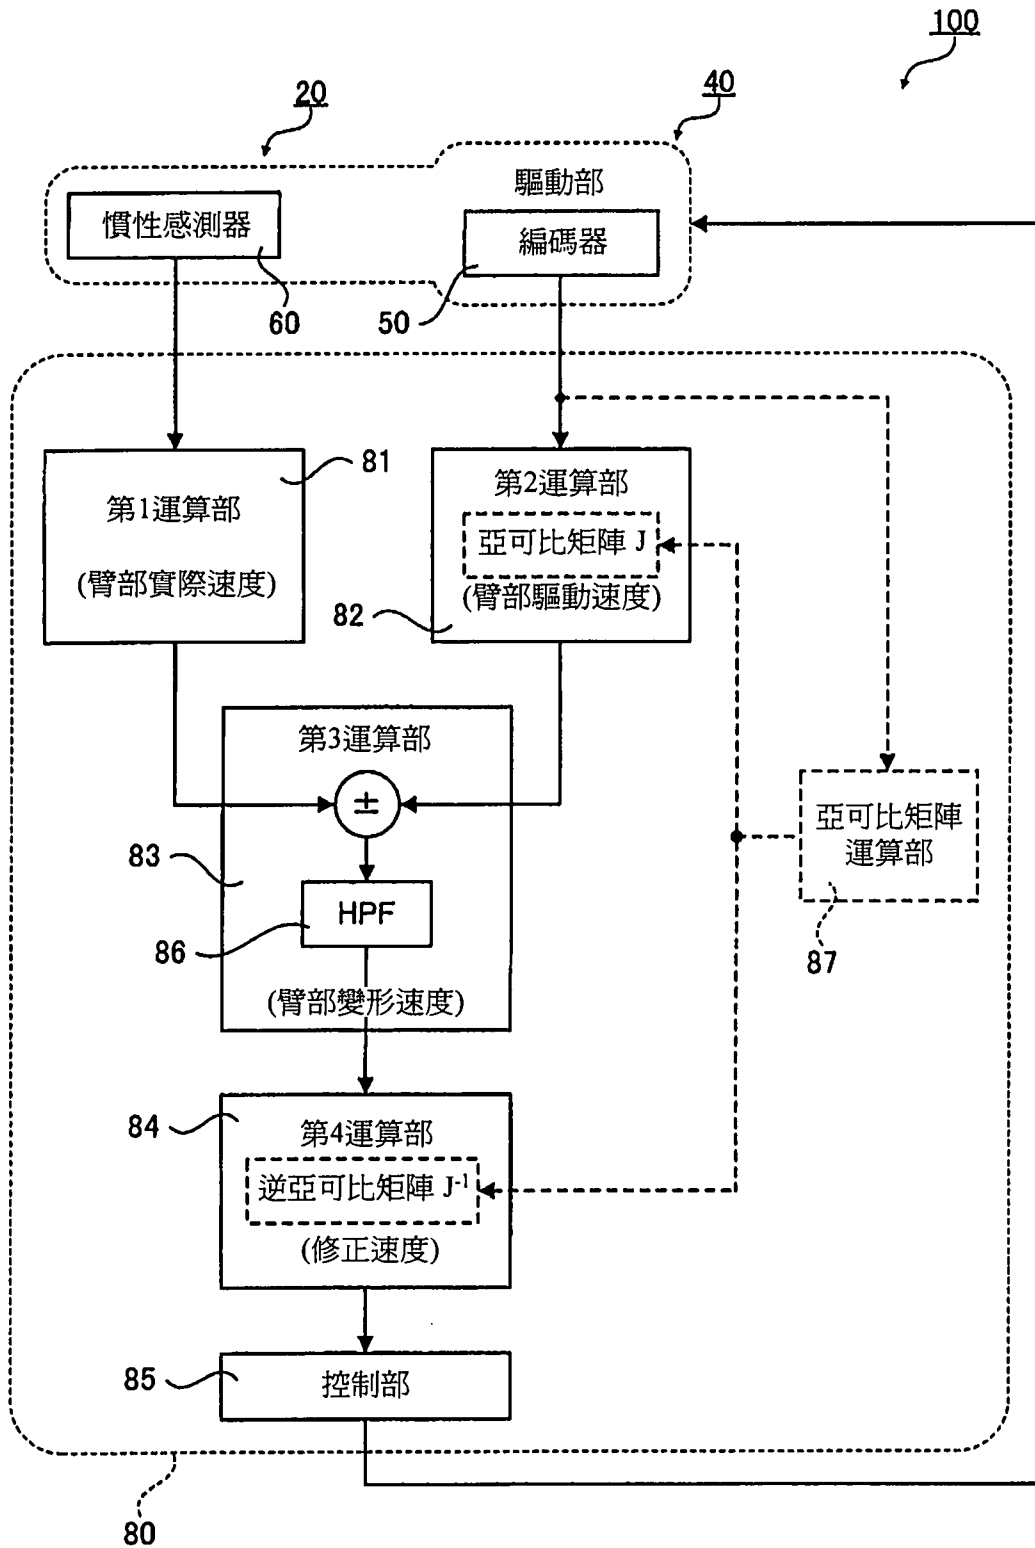 100
20
40
驅動部
慣性感測器
編碼器
60
50
81
第1運算部
(臂部實際速度)
第2運算部
亞可比矩陣 J
(臂部驅動速度)
82
第3運算部
±
83
HPF
86
(臂部變形速度)
亞可比矩陣
運算部
87
84
第4運算部
逆亞可比矩陣 J⁻¹
(修正速度)
85
控制部
80